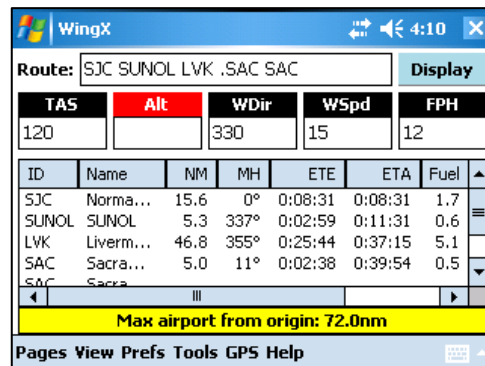 WingX 4:10
Route: SJC SUNOL LVK .SAC SAC Display
TAS Alt WDir WSpd FPH
120 330 15 12
ID Name NM MH ETE ETA Fuel
SJC Norma... 15.6 0° 0:08:31 0:08:31 1.7
SUNOL SUNOL 5.3 337° 0:02:59 0:11:31 0.6
LVK Liverm... 46.8 355° 0:25:44 0:37:15 5.1
SAC Sacra... 5.0 11° 0:02:38 0:39:54 0.5
SAC Sacra
Max airport from origin: 72.0nm
Pages View Prefs Tools GPS Help